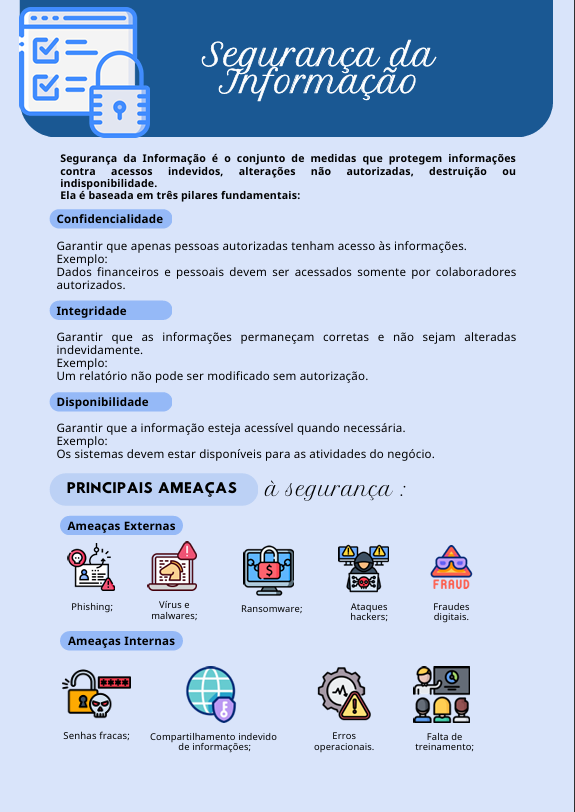 Segurança da
Informação
Segurança da Informação é o conjunto de medidas que protegem informações
contra acessos indevidos, alterações não autorizadas, destruição ou
indisponibilidade.
Ela é baseada em três pilares fundamentais:
Confidencialidade
Garantir que apenas pessoas autorizadas tenham acesso às informações.
Exemplo:
Dados financeiros e pessoais devem ser acessados somente por colaboradores
autorizados.
Integridade
Garantir que as informações permaneçam corretas e não sejam alteradas
indevidamente.
Exemplo:
Um relatório não pode ser modificado sem autorização.
Disponibilidade
Garantir que a informação esteja acessível quando necessária.
Exemplo:
Os sistemas devem estar disponíveis para as atividades do negócio.
PRINCIPAIS AMEAÇAS à segurança :
Ameaças Externas
$
FRAUD
Phishing;
Vírus e
malwares;
Ransomware;
Ataques
hackers;
Fraudes
digitais.
Ameaças Internas
****
Senhas fracas;
Compartilhamento indevido
de informações;
Erros
operacionais.
Falta de
treinamento;